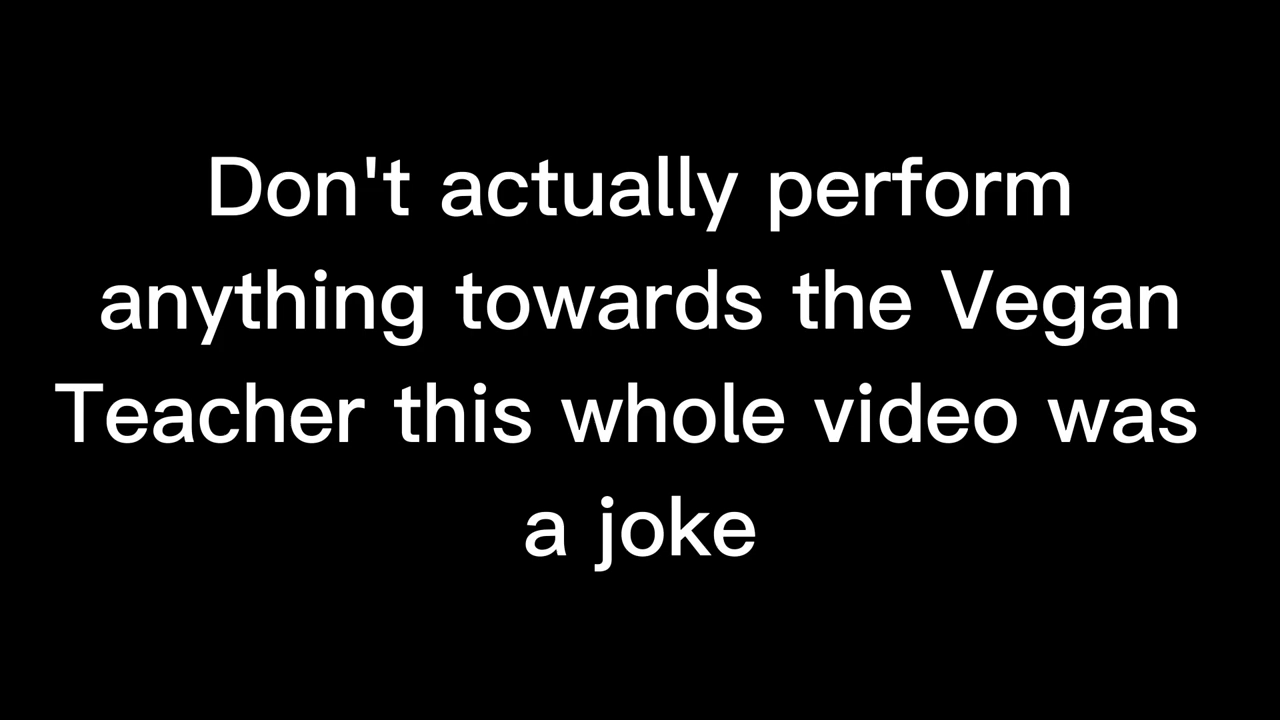 Don't actually perform
anything towards the Vegan
Teacher this whole video was
a joke